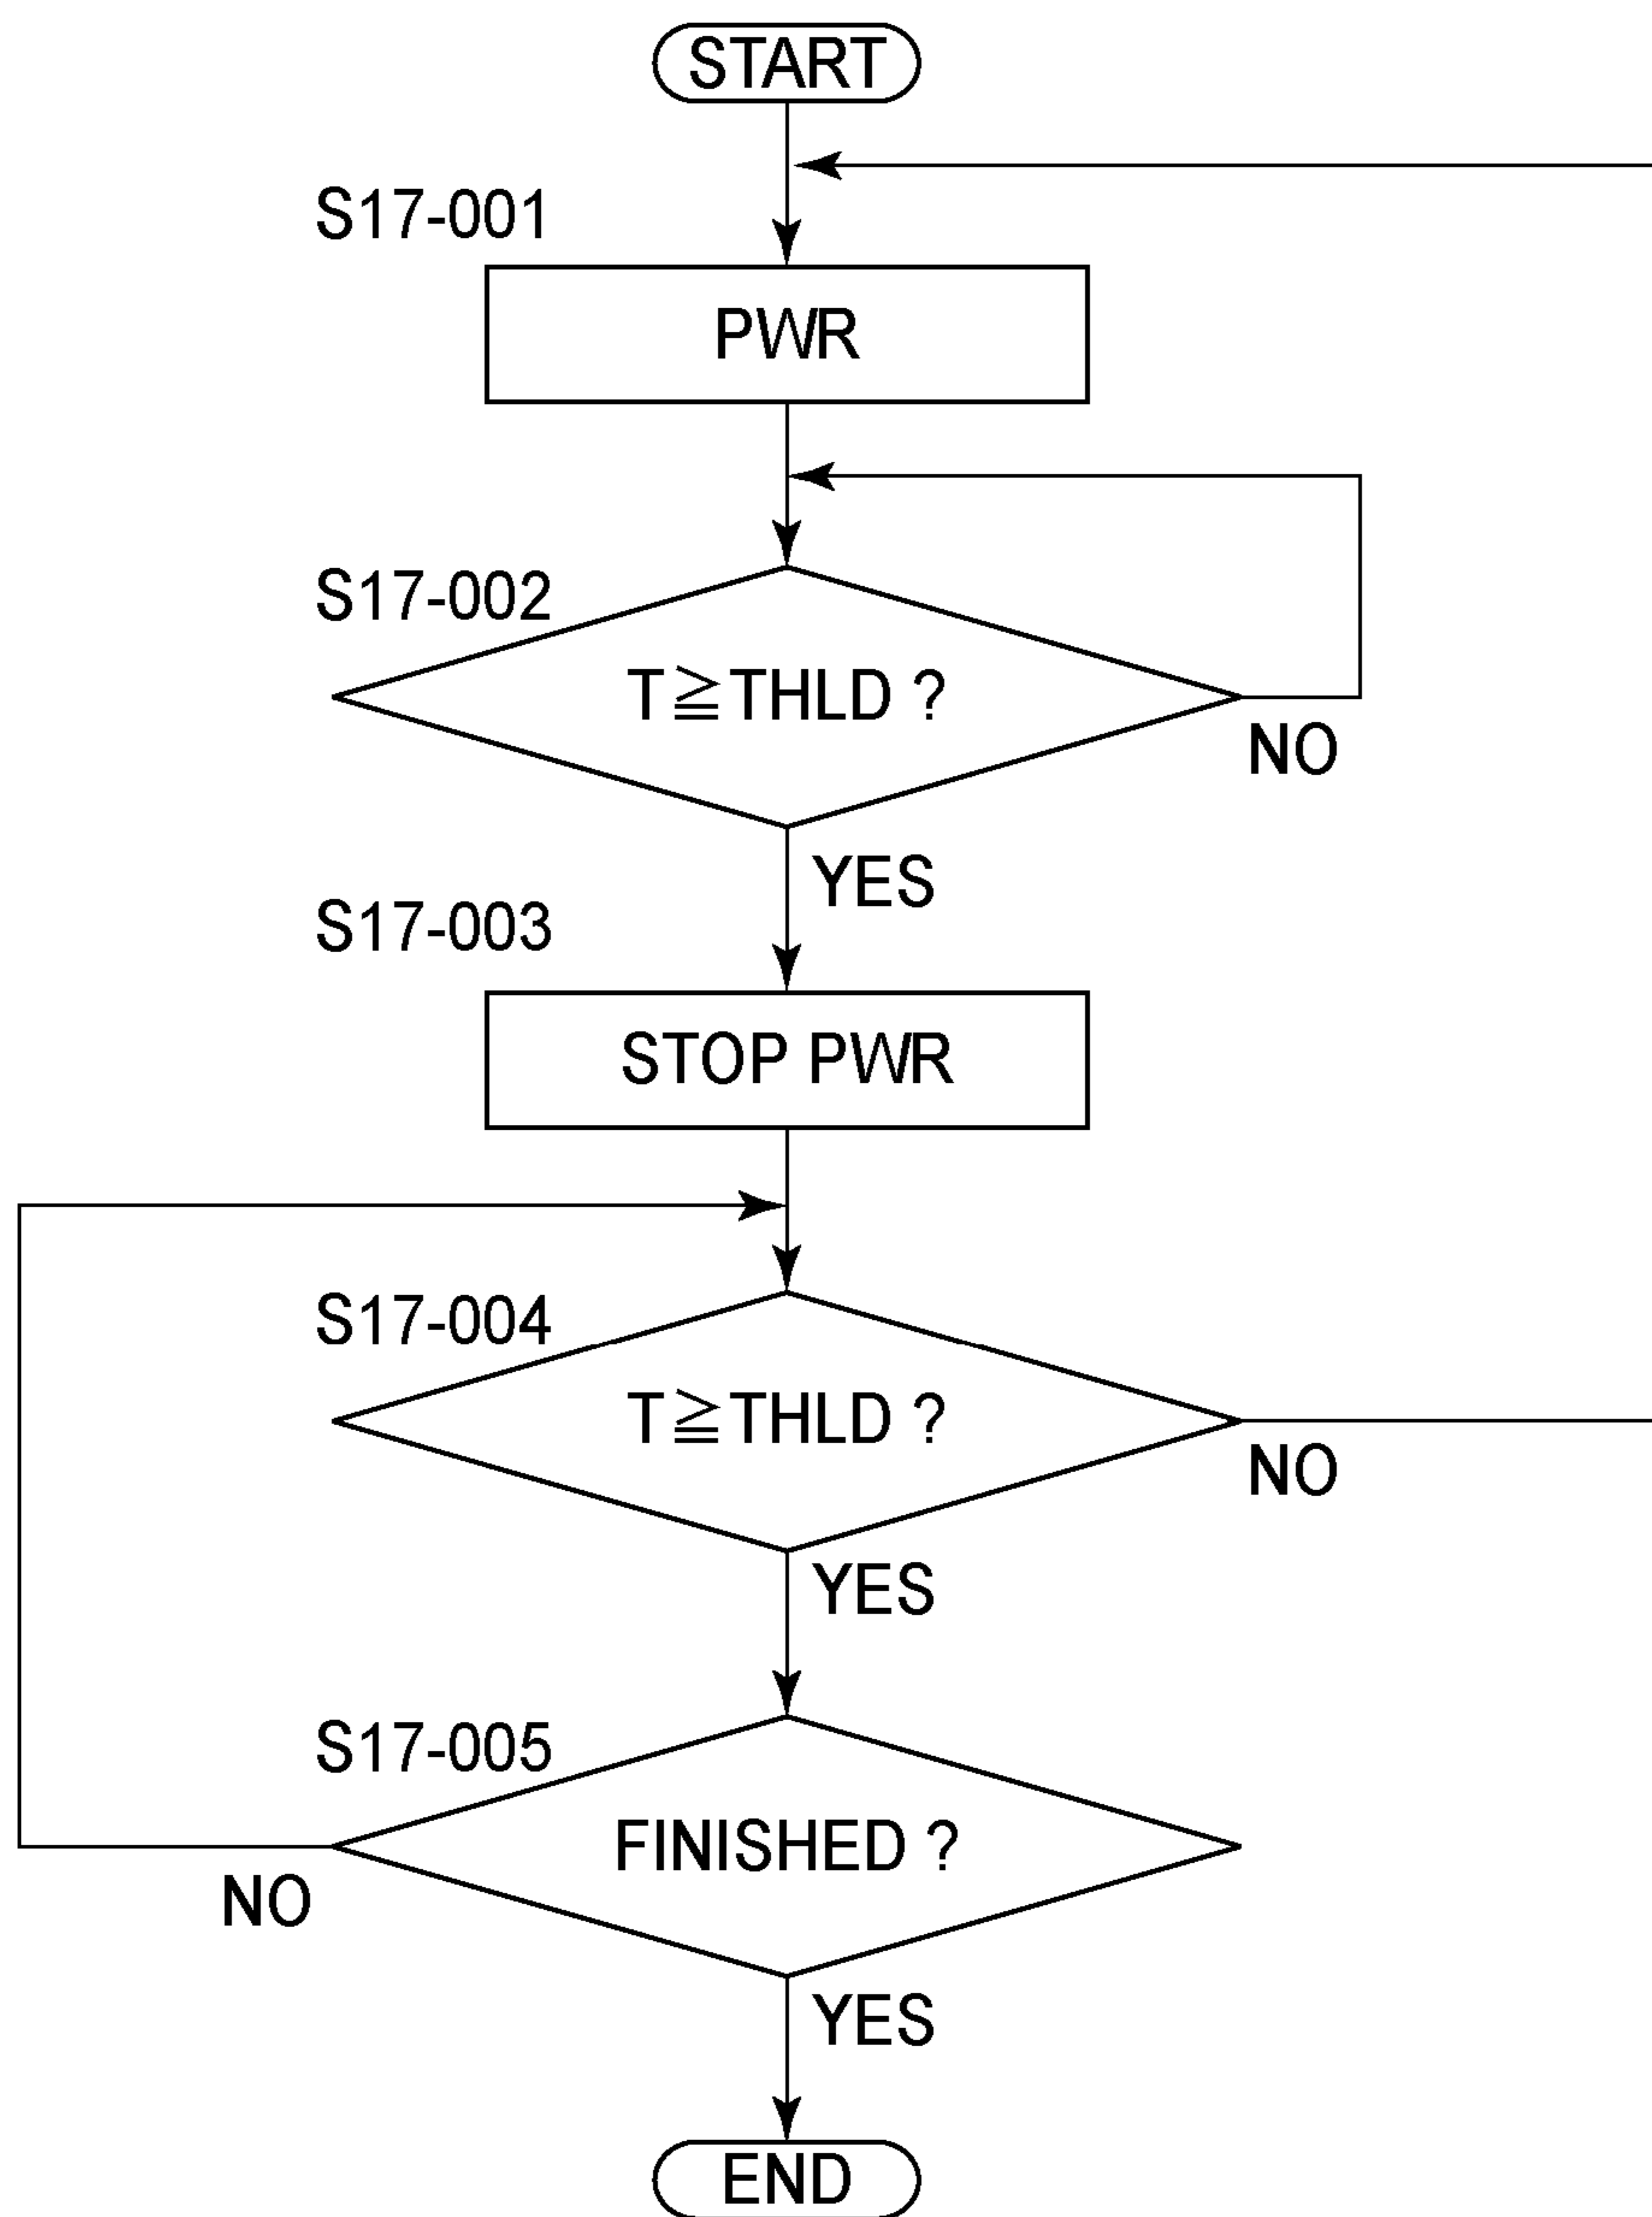 START
S17-001
PWR
S17-002
T≧THLD ?
NO
YES
S17-003
STOP PWR
S17-004
T≧THLD ?
NO
YES
S17-005
FINISHED ?
NO
YES
END